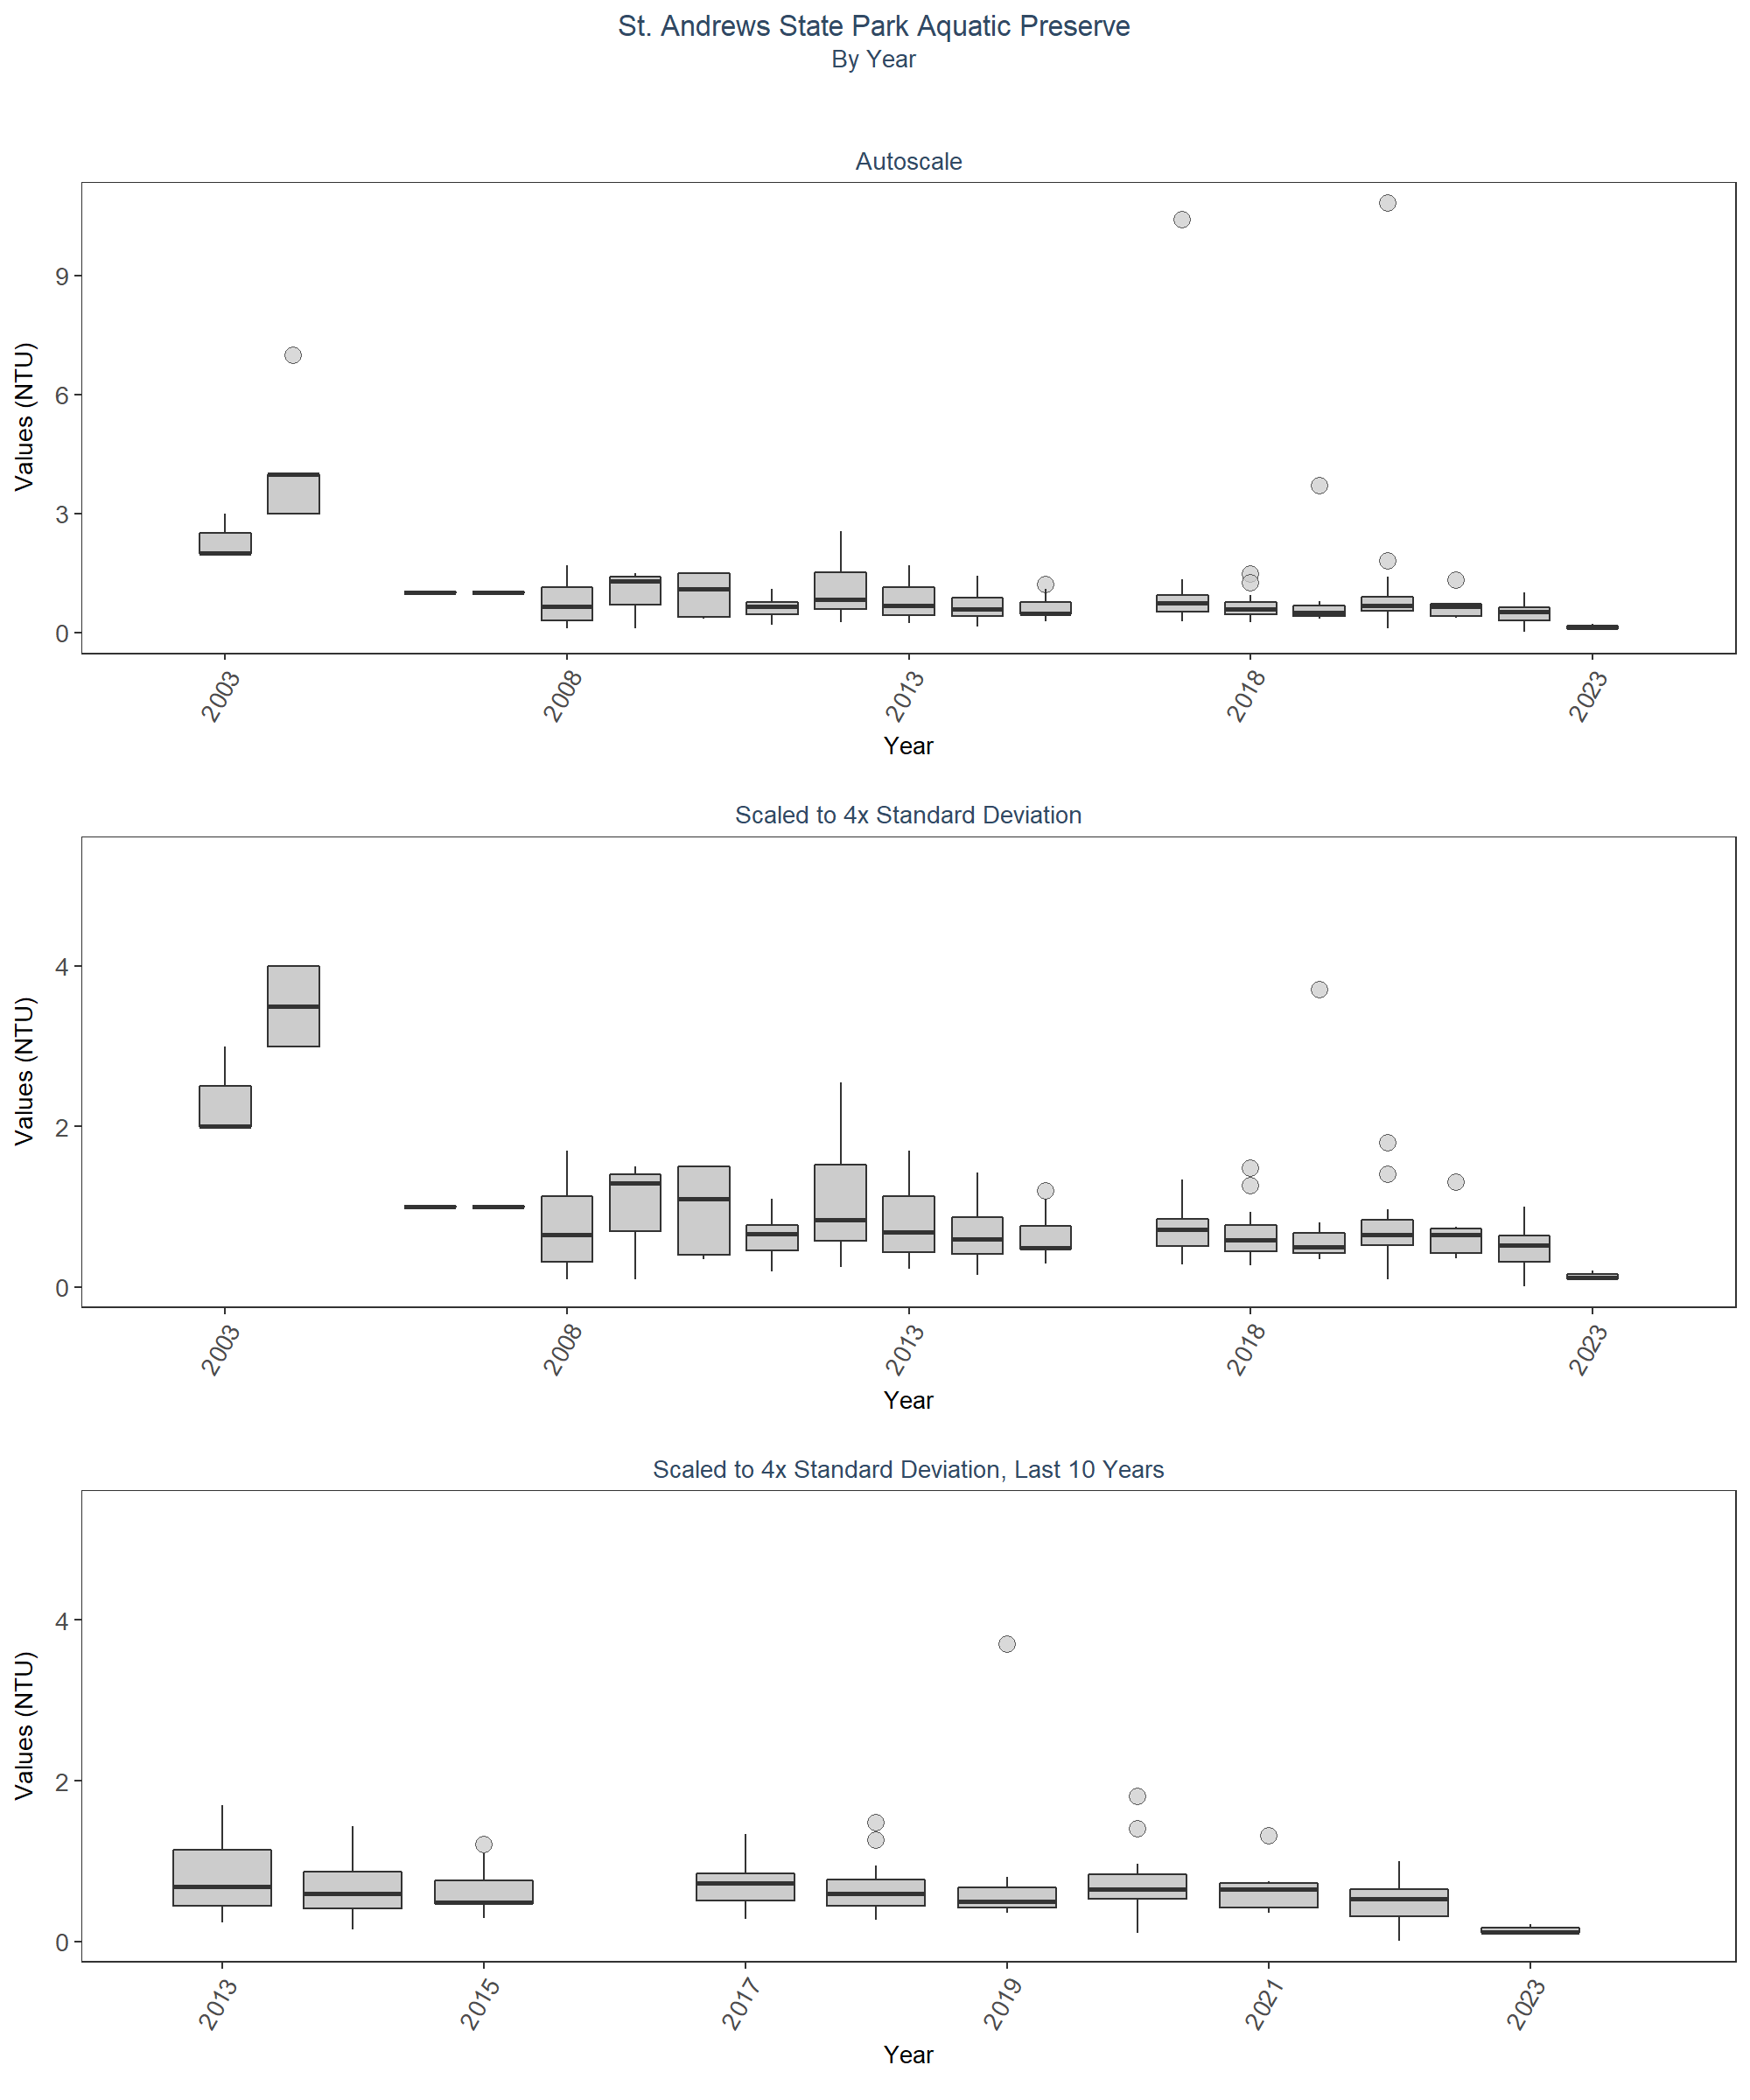 St. Andrews State Park Aquatic Preserve
By Year
Autoscale
Values (NTU)
9
6
3
0
2003
2008
2013
2018
2023
Year
Scaled to 4x Standard Deviation
Values (NTU)
4
2
0
2003
2008
2013
2018
2023
Year
Scaled to 4x Standard Deviation, Last 10 Years
Values (NTU)
4
2
0
2013
2015
2017
2019
2021
2023
Year